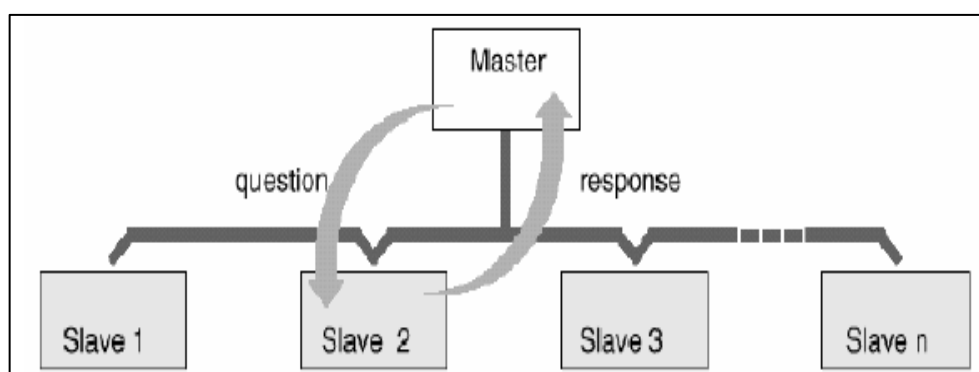 Master
question
response
Slave 1
Slave 2
Slave 3
Slave n